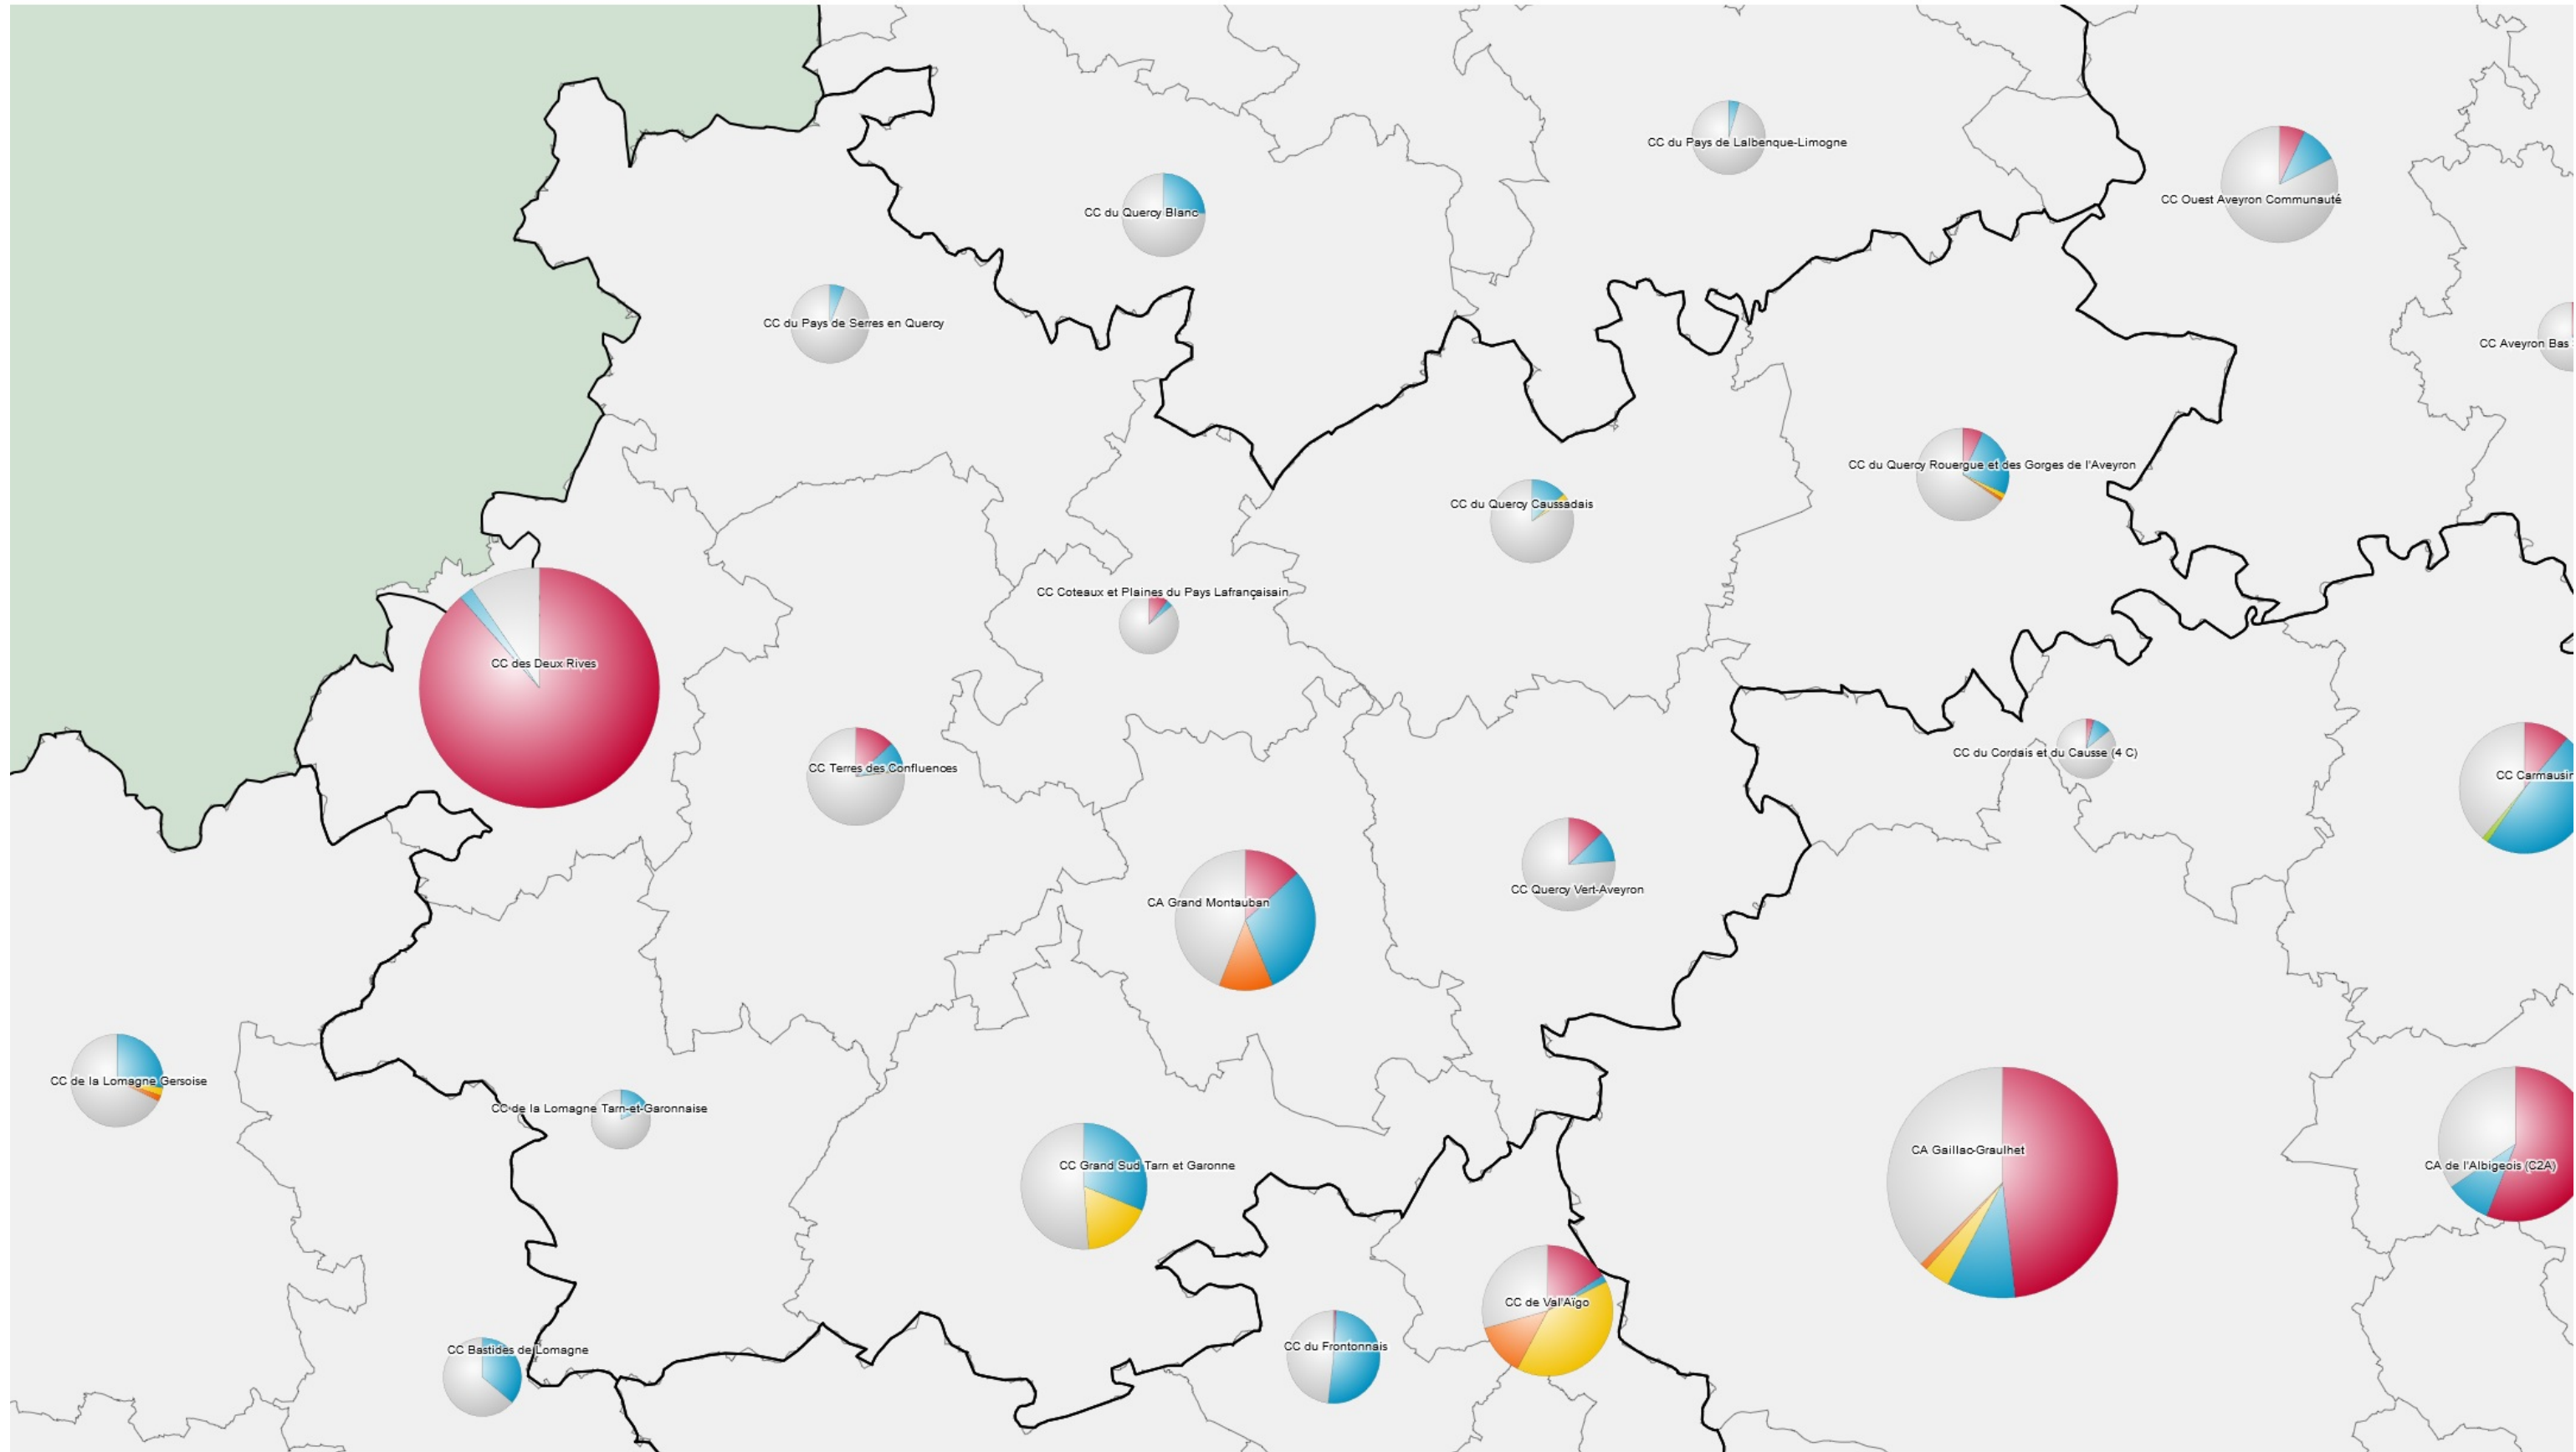 CC du Pays de Lalbenque-Limogne
CC Ouest Aveyron Communauté
CC du Quercy Blanc
CC du Pays de Serres en Quercy
CC Aveyron Bas
CC du Quercy Rouergue et des Gorges de l'Aveyron
CC du Quercy Caussadais
CC Coteaux et Plaines du Pays Lafrançaisain
CC des Deux Rives
CC du Cordais et du Causse (4 C)
CC Terres des Confluences
CC Carmausin
CC Quercy Vert-Aveyron
CA Grand Montauban
CC de la Lomagne Gersoise
CC de la Lomagne Tarn-et-Garonnaise
CA Gaillac-Graulhet
CC Grand Sud Tarn et Garonne
CA de l'Albigeois (C2A)
CC de Val'Aïgo
CC du Frontonnais
CC Bastides de Lomagne